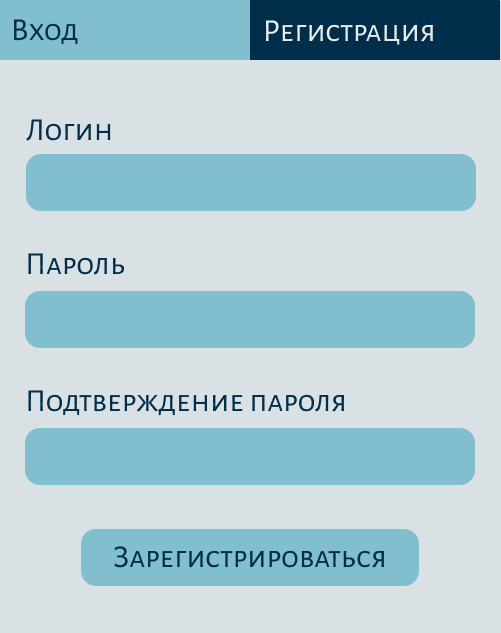 Вход
Регистрация
Логин
Пароль
Подтверждение пароля
Зарегистрироваться